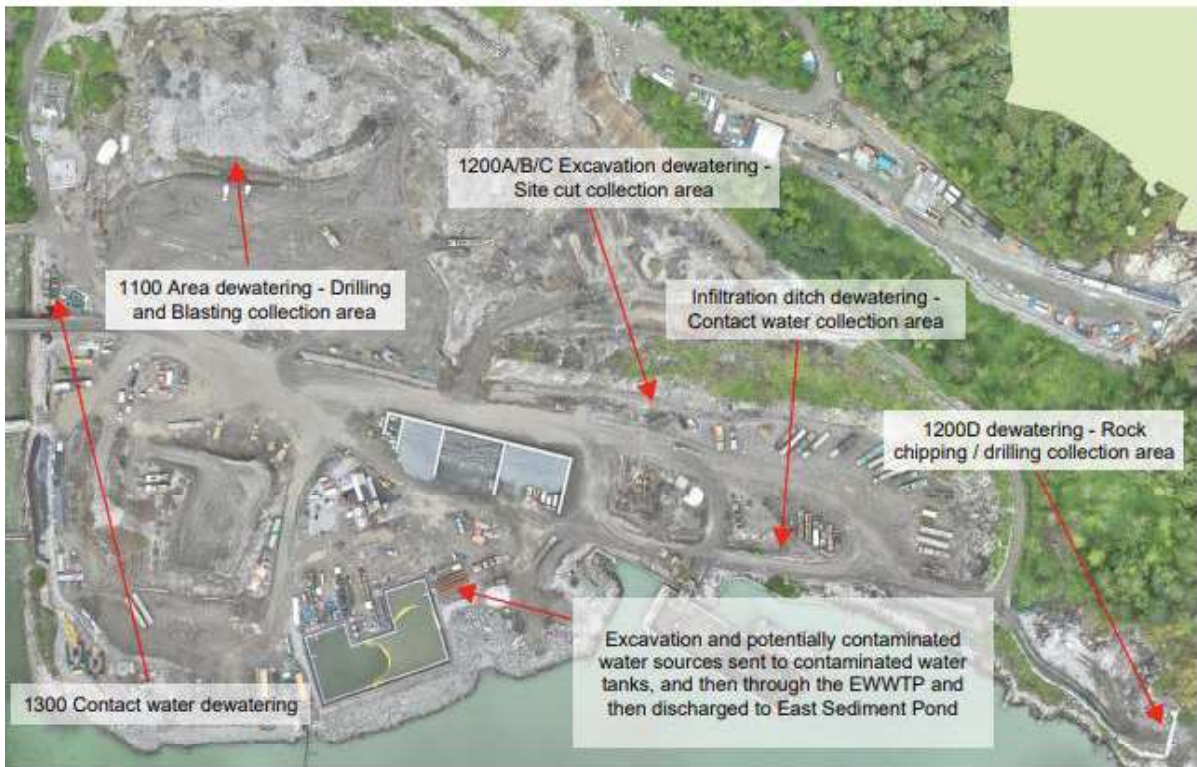 1200A/B/C Excavation dewatering -
Site cut collection area
1100 Area dewatering - Drilling
and Blasting collection area
Infiltration ditch dewatering -
Contact water collection area
1200D dewatering - Rock
chipping / drilling collection area
Excavation and potentially contaminated
water sources sent to contaminated water
tanks, and then through the EWWTP and
then discharged to East Sediment Pond
1300 Contact water dewatering